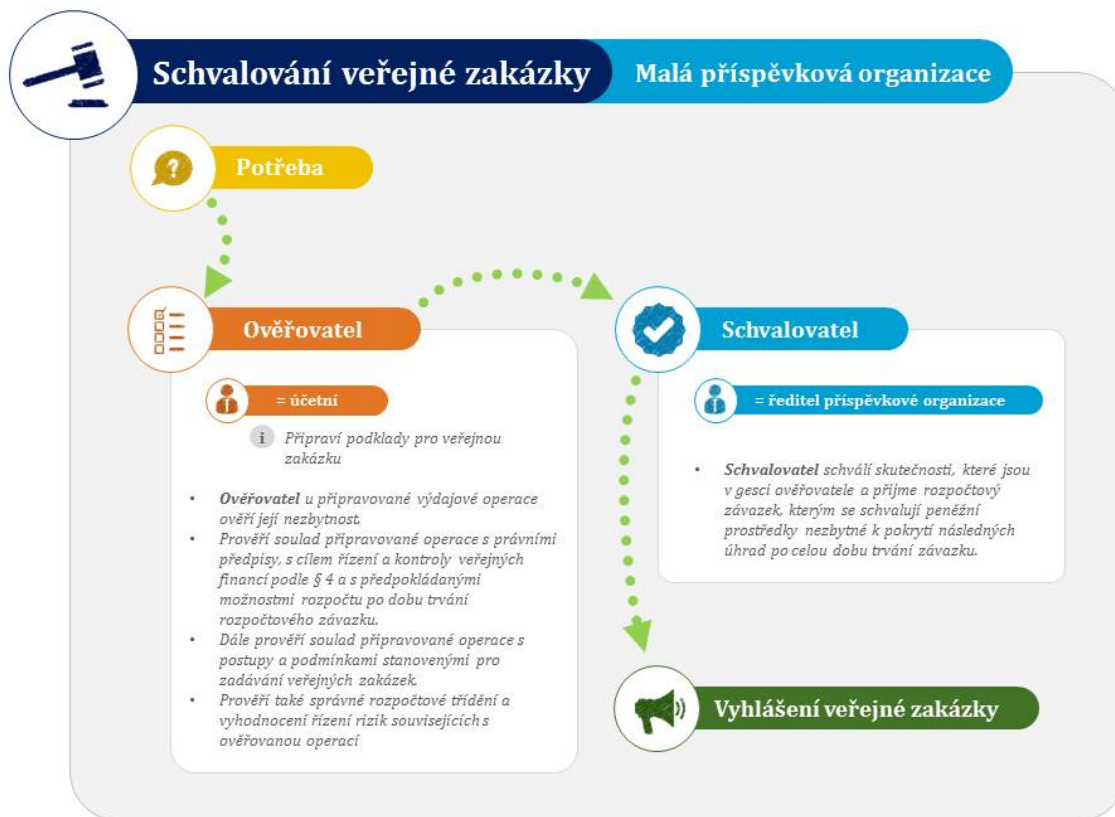 Schvalování veřejné zakázky
Malá příspěvková organizace
Potřeba
Ověřovatel
= účetní
i Připraví podklady pro veřejnou
zakázku
• Ověřovatel u připravované výdajové operace
ověří její nezbytnost.
• Prověří soulad připravované operace s právními
předpisy, s cílem řízení a kontroly veřejných
financí podle § 4 a s předpokládanými
možnostmi rozpočtu po dobu trvání
rozpočtového závazku.
• Dále prověří soulad připravované operace s
postupy a podmínkami stanovenými pro
zadávání veřejných zakázek.
• Prověří také správné rozpočtové třídění a
vyhodnocení řízení rizik souvisejících s
ověřovanou operací
Schvalovatel
= ředitel příspěvkové organizace
• Schvalovatel schválí skutečnosti, které jsou
v gesci ověřovatele a přijme rozpočtový
závazek, kterým se schvalují peněžní
prostředky nezbytné k pokrytí následných
úhrad po celou dobu trvání závazku.
Vyhlášení veřejné zakázky